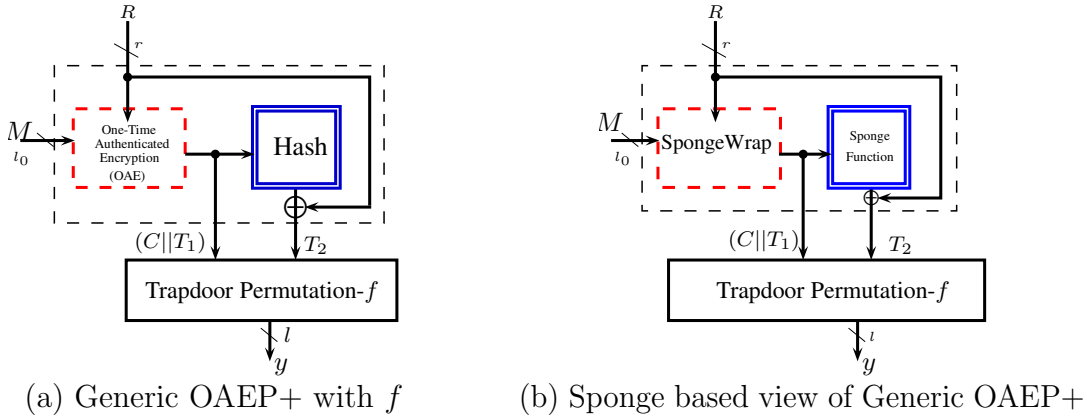 R
r
M
l₀
One-Time
Authenticated
Encryption
(OAE)
Hash
(C||T₁)
T₂
Trapdoor Permutation-f
l
y
(a) Generic OAEP+ with f
R
r
M
l₀
SpongeWrap
Sponge
Function
(C||T₁)
T₂
Trapdoor Permutation-f
l
y
(b) Sponge based view of Generic OAEP+